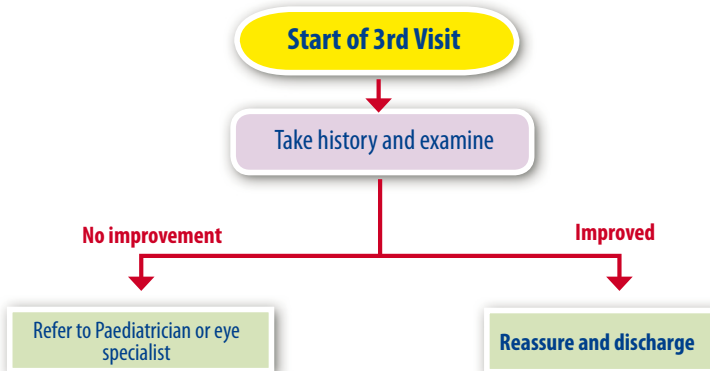 Start of 3rd Visit
Take history and examine
No improvement
Improved
Refer to Paediatrician or eye
specialist
Reassure and discharge